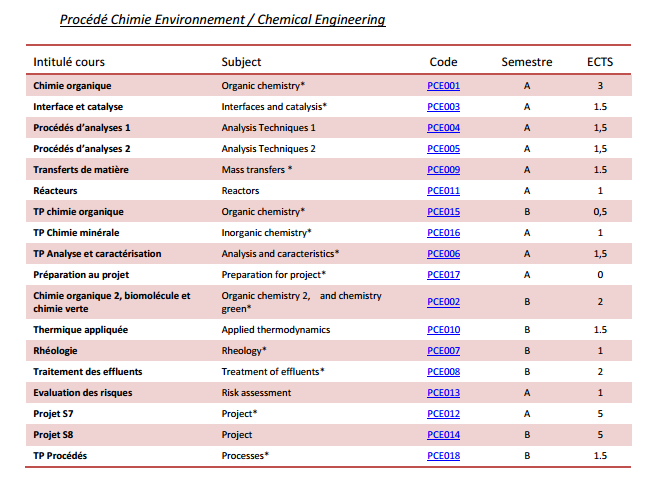 Procédé Chimie Environnement / Chemical Engineering
Intitulé cours Subject Code Semestre ECTS
Chimie organique Organic chemistry* PCE001 A 3
Interface et catalyse Interfaces and catalysis* PCE003 A 1.5
Procédés d'analyses 1 Analysis Techniques 1 PCE004 A 1,5
Procédés d'analyses 2 Analysis Techniques 2 PCE005 A 1,5
Transferts de matière Mass transfers * PCE009 A 1.5
Réacteurs Reactors PCE011 A 1
TP chimie organique Organic chemistry* PCE015 B 0,5
TP Chimie minérale Inorganic chemistry* PCE016 A 1
TP Analyse et caractérisation Analysis and characteristics* PCE006 A 1,5
Préparation au projet Preparation for project* PCE017 A 0
Chimie organique 2, biomolécule et Organic chemistry 2, and chemistry PCE002 B 2
chimie verte green*
Thermique appliquée Applied thermodynamics PCE010 B 1.5
Rhéologie Rheology* PCE007 B 1
Traitement des effluents Treatment of effluents* PCE008 B 2
Evaluation des risques Risk assessment PCE013 A 1
Projet S7 Project* PCE012 A 5
Projet S8 Project PCE014 B 5
TP Procédés Processes* PCE018 B 1.5